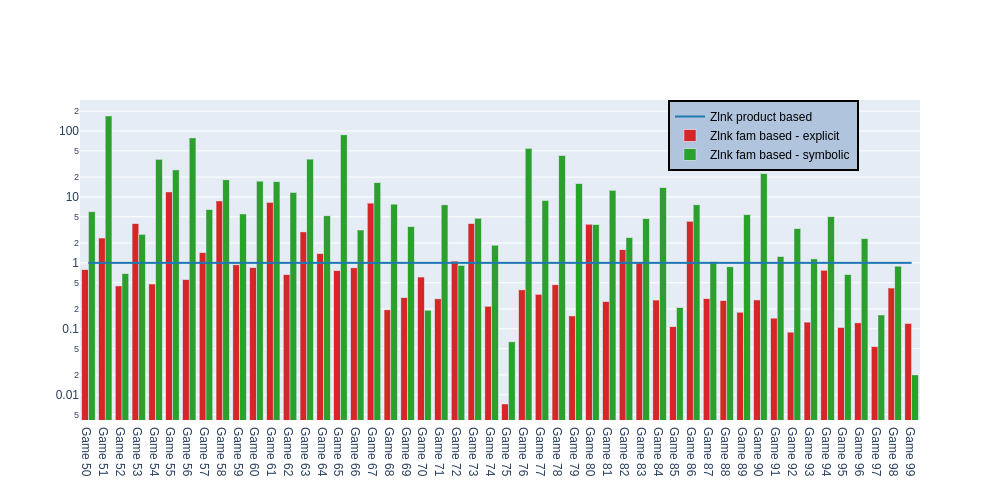 Zlnk product based
Zlnk fam based - explicit
Zlnk fam based - symbolic
2
100
5
2
10
5
2
1
5
2
0.1
5
2
0.01
5
Game 50
Game 51
Game 52
Game 53
Game 54
Game 55
Game 56
Game 57
Game 58
Game 59
Game 60
Game 61
Game 62
Game 63
Game 64
Game 65
Game 66
Game 67
Game 68
Game 69
Game 70
Game 71
Game 72
Game 73
Game 74
Game 75
Game 76
Game 77
Game 78
Game 79
Game 80
Game 81
Game 82
Game 83
Game 84
Game 85
Game 86
Game 87
Game 88
Game 89
Game 90
Game 91
Game 92
Game 93
Game 94
Game 95
Game 96
Game 97
Game 98
Game 99